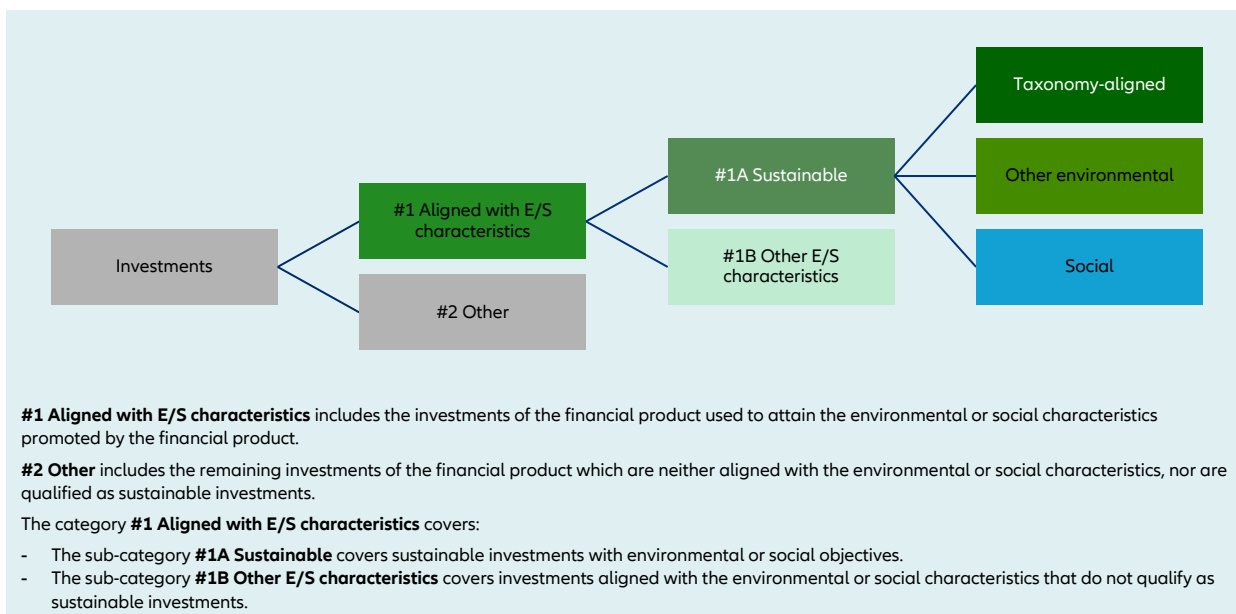 Taxonomy-aligned
#1A Sustainable
Other environmental
#1 Aligned with E/S
characteristics
Investments
#1B Other E/S
characteristics
Social
#2 Other
#1 Aligned with E/S characteristics includes the investments of the financial product used to attain the environmental or social characteristics
promoted by the financial product.
#2 Other includes the remaining investments of the financial product which are neither aligned with the environmental or social characteristics, nor are
qualified as sustainable investments.
The category #1 Aligned with E/S characteristics covers:
- The sub-category #1A Sustainable covers sustainable investments with environmental or social objectives.
- The sub-category #1B Other E/S characteristics covers investments aligned with the environmental or social characteristics that do not qualify as
sustainable investments.